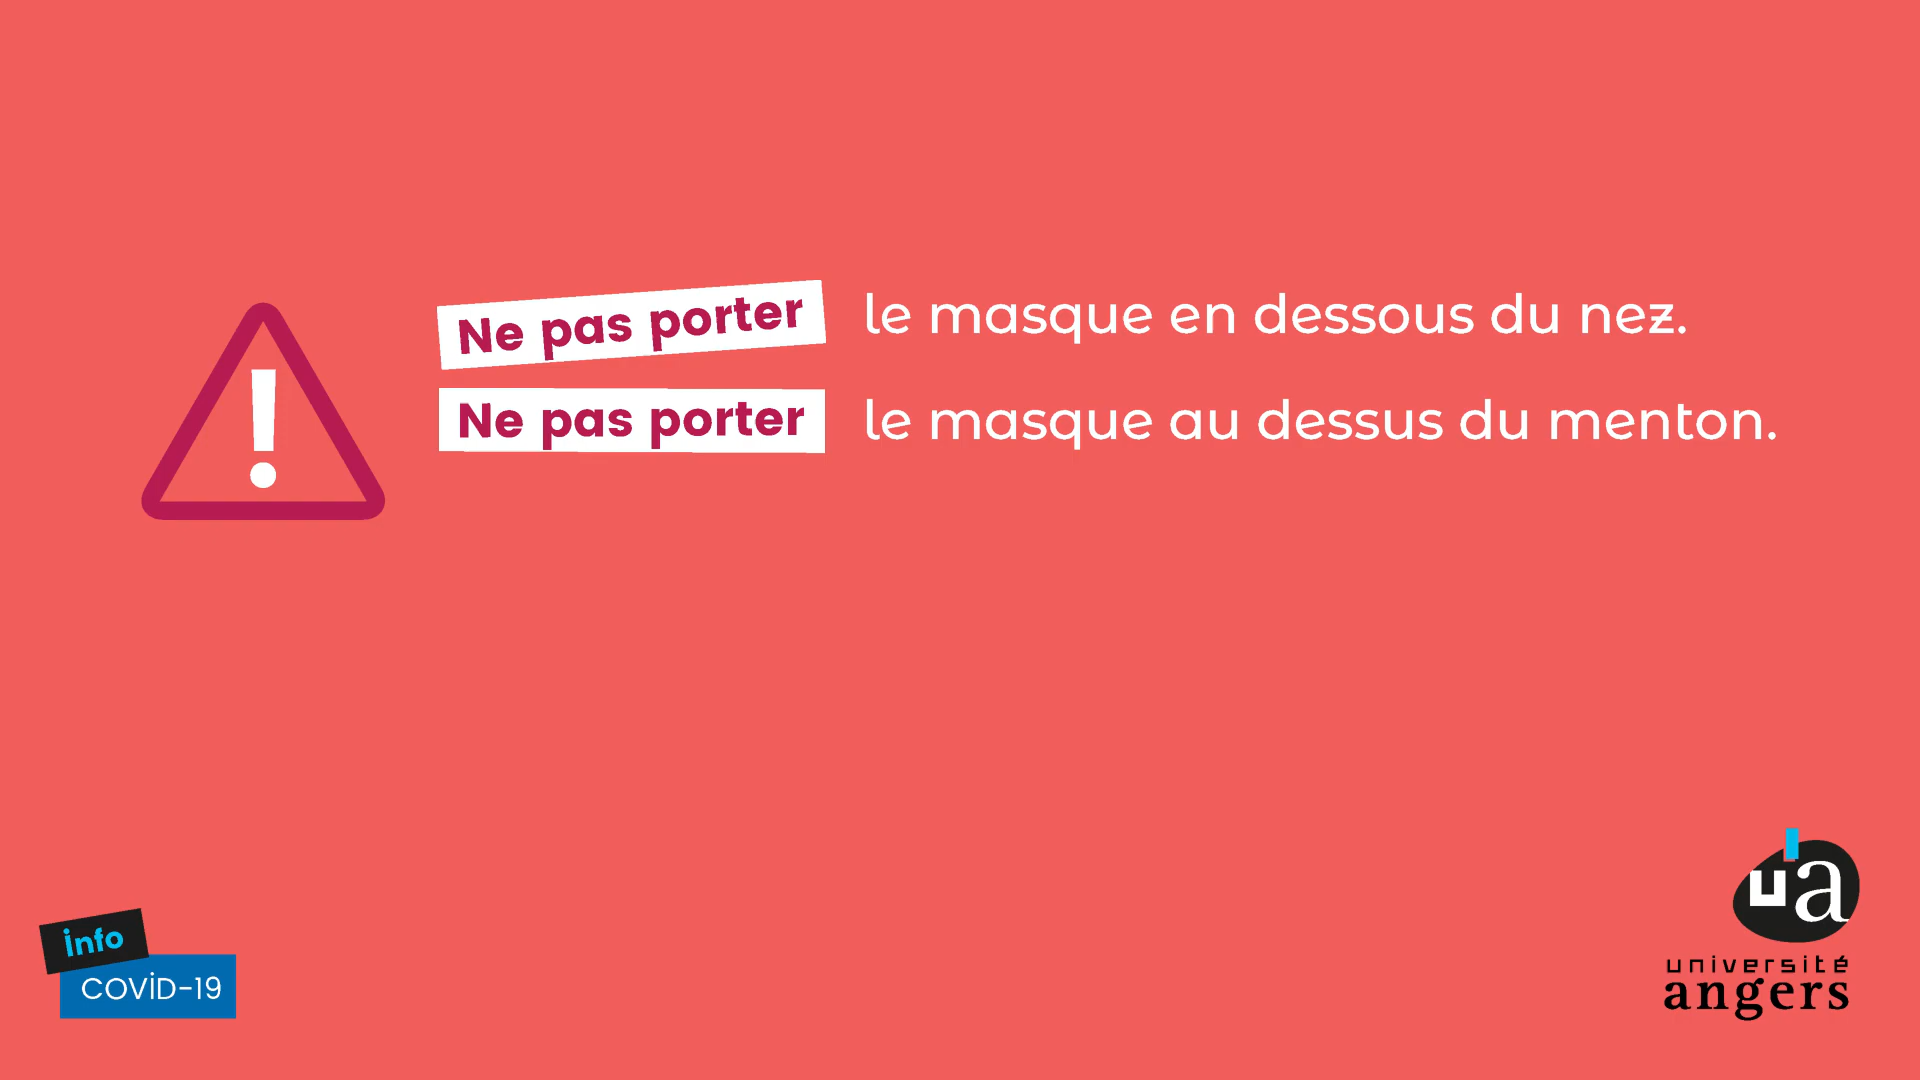 Ne pas porter le masque en dessous du nez.
Ne pas porter le masque au dessus du menton.
info
COVİD-19
ua
université
angers